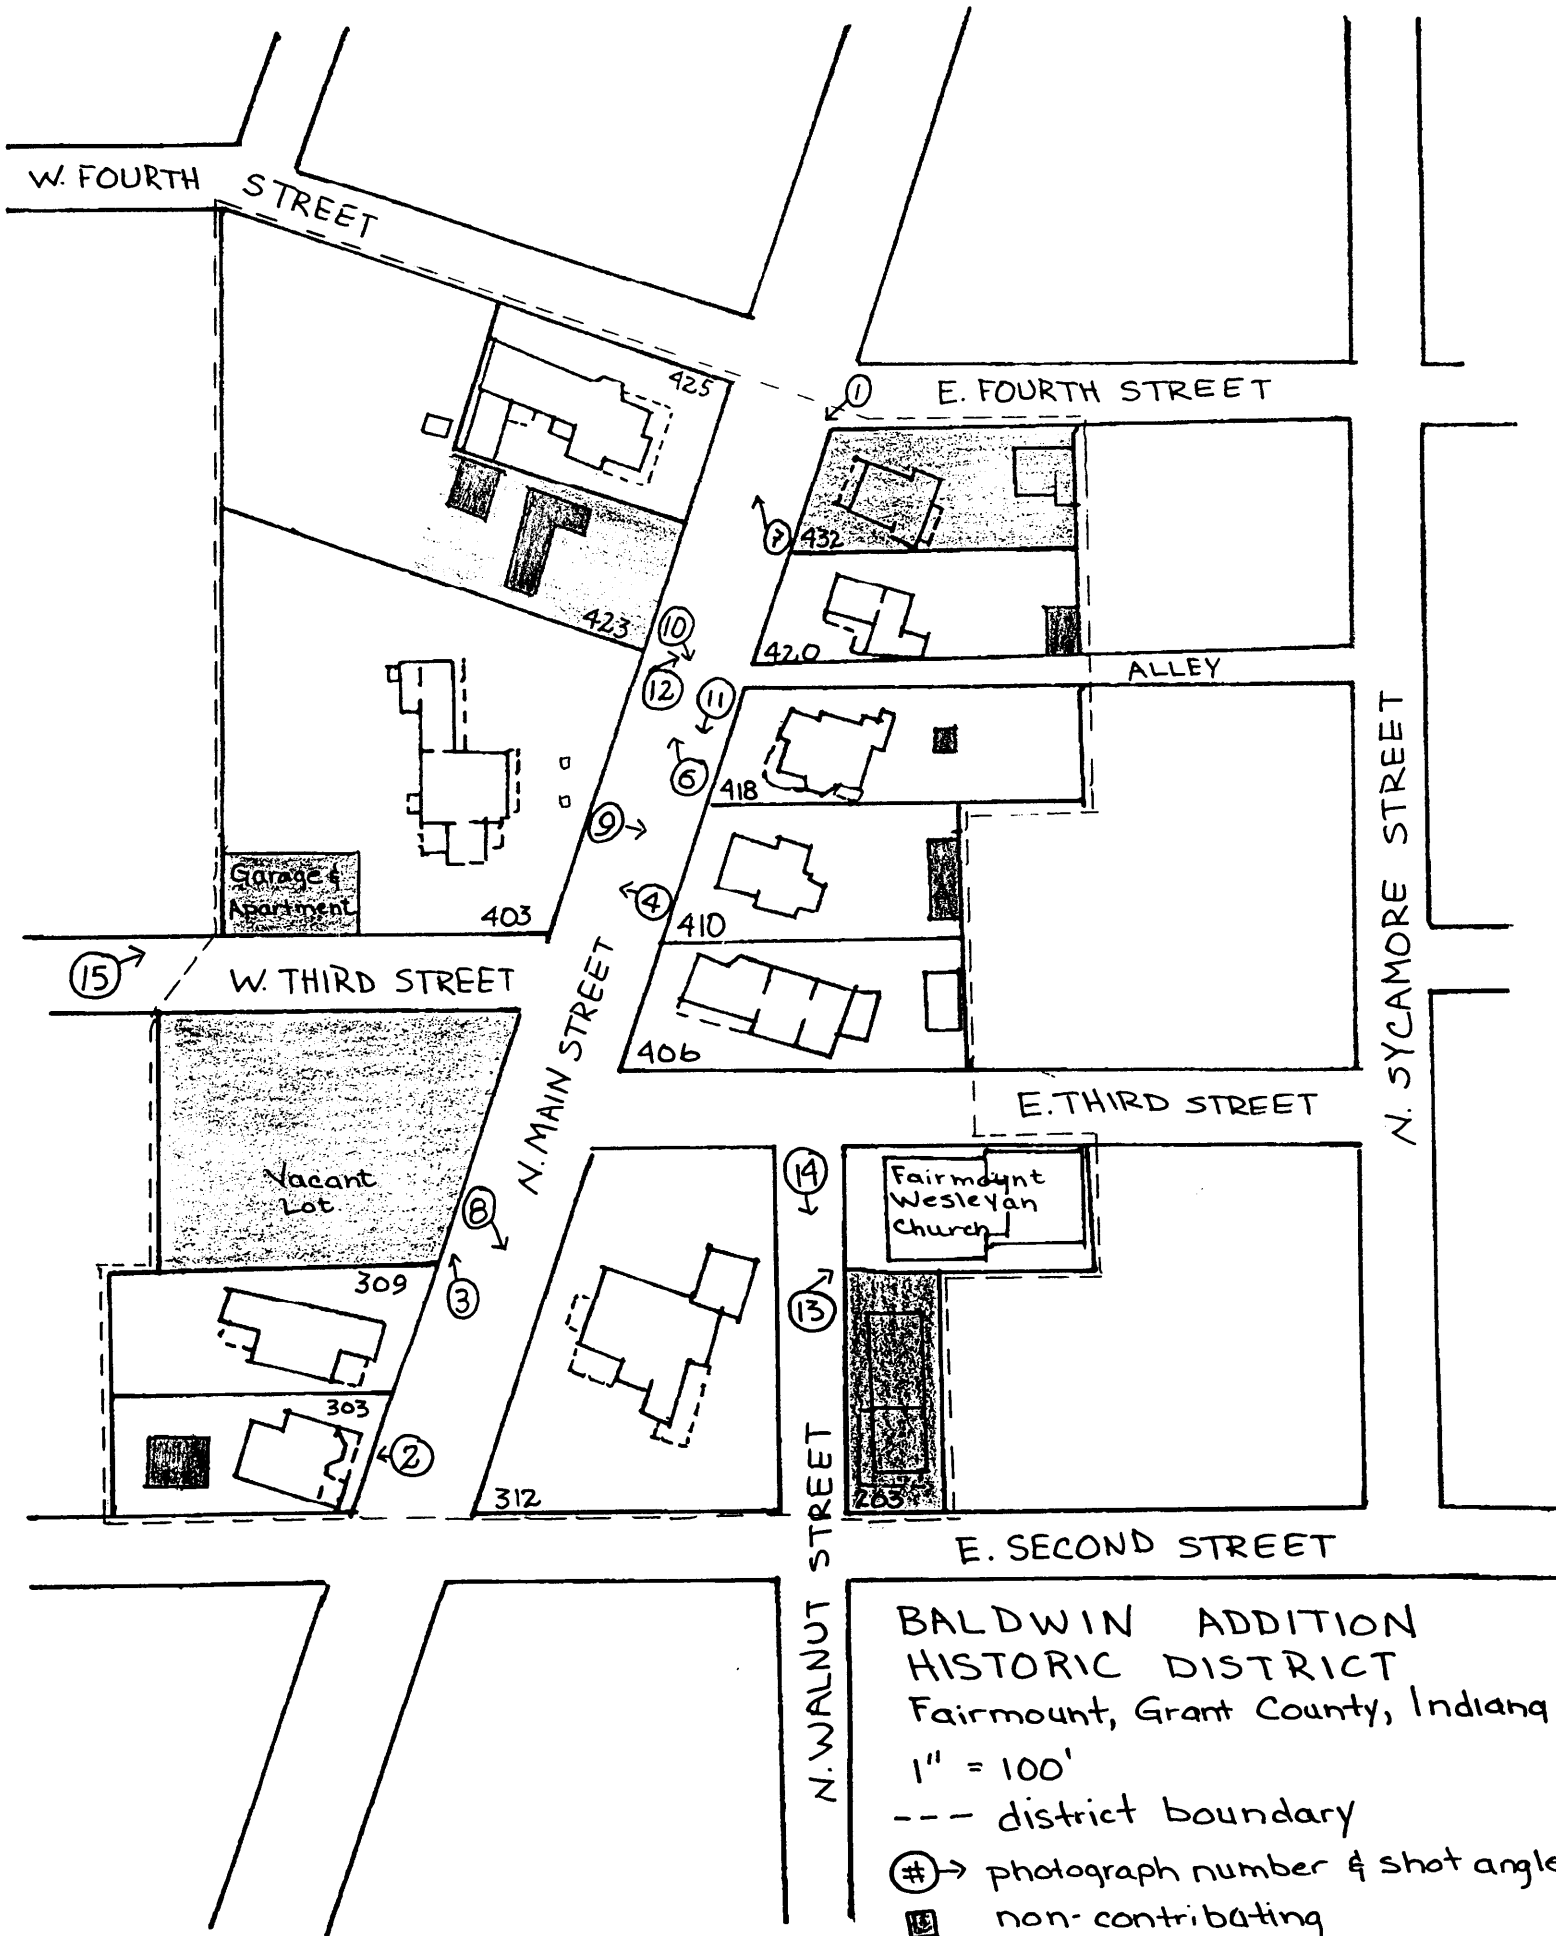 W. FOURTH STREET
425
1
E. FOURTH STREET
7
432
423
10
420
ALLEY
12
11
6
418
9
Garage &
Apartment
403
4
410
15
W. THIRD STREET
N. MAIN STREET
406
N. SYCAMORE STREET
E. THIRD STREET
Vacant
Lot
8
14
Fairmount
Wesleyan
Church
309
3
13
303
2
312
203
N. WALNUT STREET
E. SECOND STREET
BALDWIN ADDITION
HISTORIC DISTRICT
Fairmount, Grant County, Indiana
1" = 100'
--- district boundary
#→ photograph number & shot angle
non-contributing